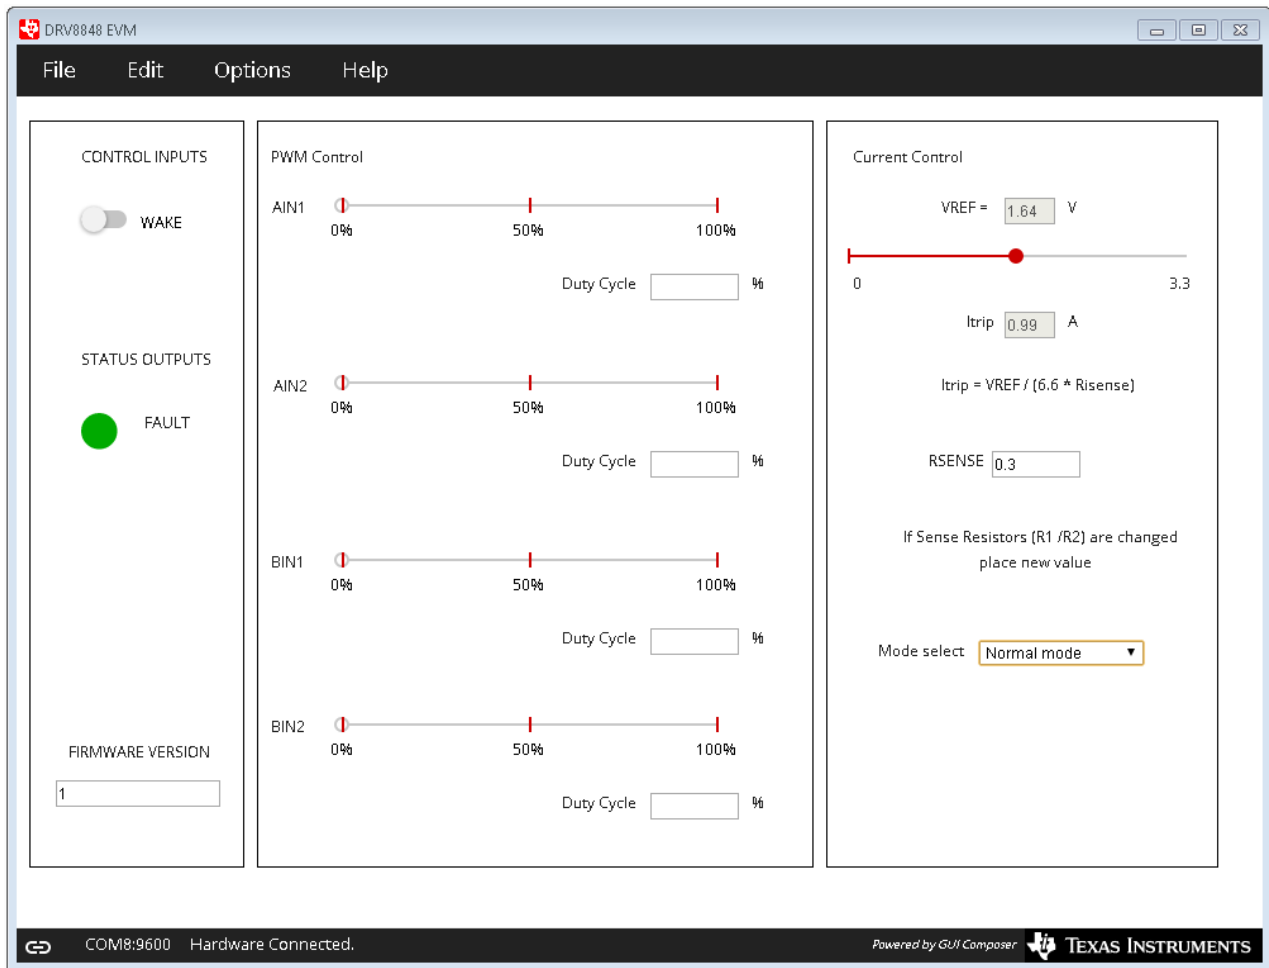 DRV8848 EVM
File Edit Options Help
CONTROL INPUTS
WAKE
STATUS OUTPUTS
FAULT
FIRMWARE VERSION
1
PWM Control
AIN1
0% 50% 100%
Duty Cycle %
AIN2
0% 50% 100%
Duty Cycle %
BIN1
0% 50% 100%
Duty Cycle %
BIN2
0% 50% 100%
Duty Cycle %
Current Control
VREF = 1.64 V
0 3.3
Itrip 0.99 A
Itrip = VREF / (6.6 * Risense)
RSENSE 0.3
If Sense Resistors (R1 /R2) are changed
place new value
Mode select Normal mode
COM8:9600 Hardware Connected.
Powered by GUI Composer TEXAS INSTRUMENTS